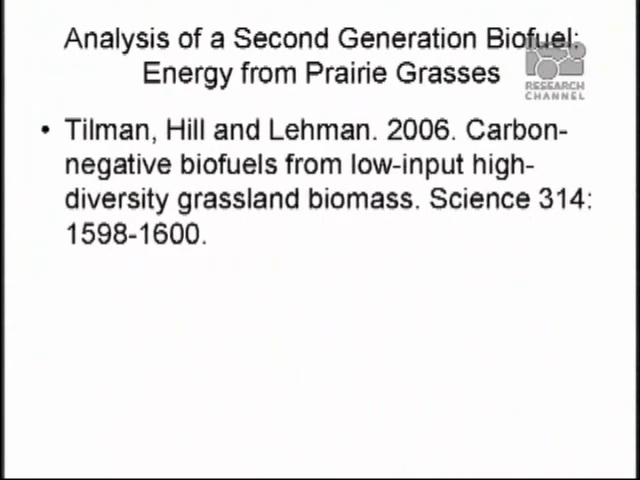 Analysis of a Second Generation Biofuel:
Energy from Prairie Grasses
RESEARCH
CHANNEL
• Tilman, Hill and Lehman. 2006. Carbon-
negative biofuels from low-input high-
diversity grassland biomass. Science 314:
1598-1600.